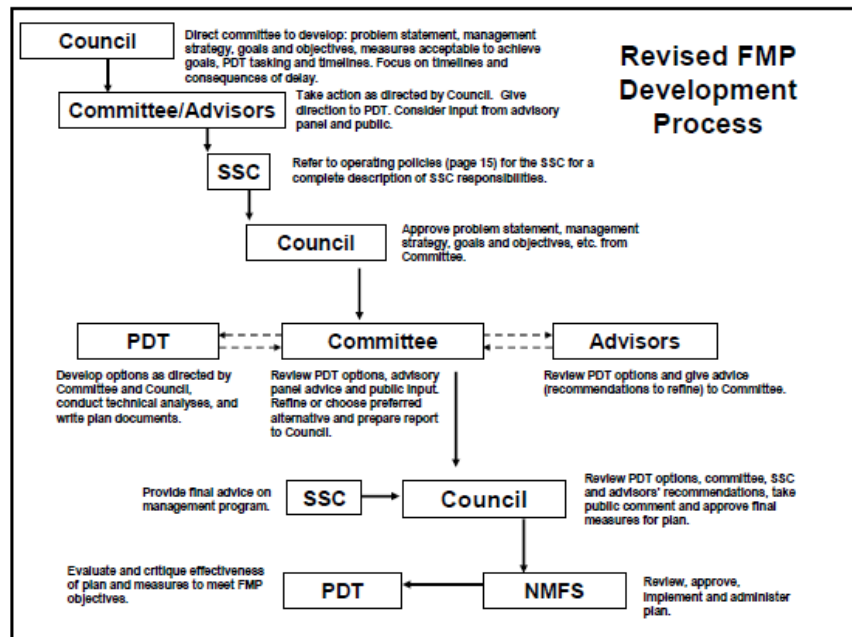 Council
Direct committee to develop: problem statement, management
strategy, goals and objectives, measures acceptable to achieve
goals, PDT tasking and timelines. Focus on timelines and
consequences of delay.
Revised FMP
Development
Process
Committee/Advisors
Take action as directed by Council. Give
direction to PDT. Consider input from advisory
panel and public.
SSC
Refer to operating policies (page 15) for the SSC for a
complete description of SSC responsibilities.
Council
Approve problem statement, management
strategy, goals and objectives, etc. from
Committee.
PDT
Committee
Advisors
Develop options as directed by
Committee and Council,
conduct technical analyses, and
write plan documents.
Review PDT options, advisory
panel advice and public input.
Refine or choose preferred
alternative and prepare report
to Council.
Review PDT options and give advice
(recommendations to refine) to Committee.
Provide final advice on
management program.
SSC
Council
Review PDT options, committee, SSC
and advisors' recommendations, take
public comment and approve final
measures for plan.
Evaluate and critique effectiveness
of plan and measures to meet FMP
objectives.
PDT
NMFS
Review, approve,
implement and administer
plan.